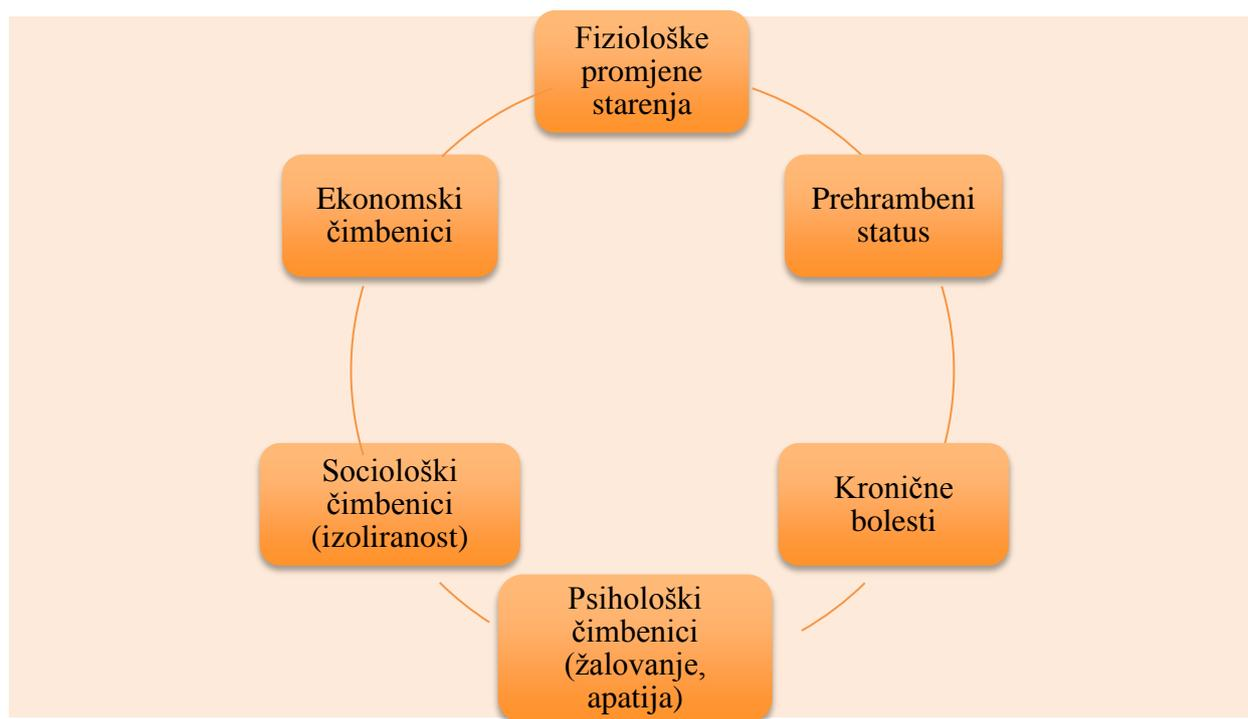 Fiziološke
promjene
starenja
Prehrambeni
status
Kronične
bolesti
Psihološki
čimbenici
(žalovanje,
apatija)
Sociološki
čimbenici
(izoliranost)
Ekonomski
čimbenici